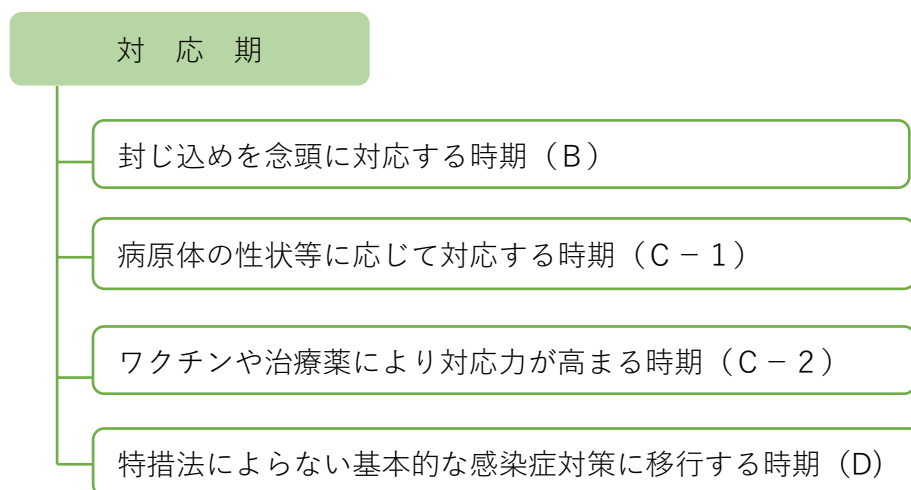 対 応 期
封じ込めを念頭に対応する時期（B）
病原体の性状等に応じて対応する時期（C－1）
ワクチンや治療薬により対応力が高まる時期（C－2）
特措法によらない基本的な感染症対策に移行する時期（D）